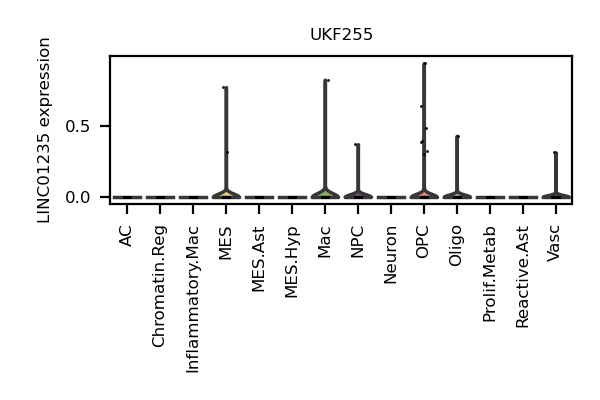 UKF255
LINC01235 expression
0.5
0.0
AC
Chromatin.Reg
Inflammatory.Mac
MES
MES.Ast
MES.Hyp
Mac
NPC
Neuron
OPC
Oligo
Prolif.Metab
Reactive.Ast
Vasc